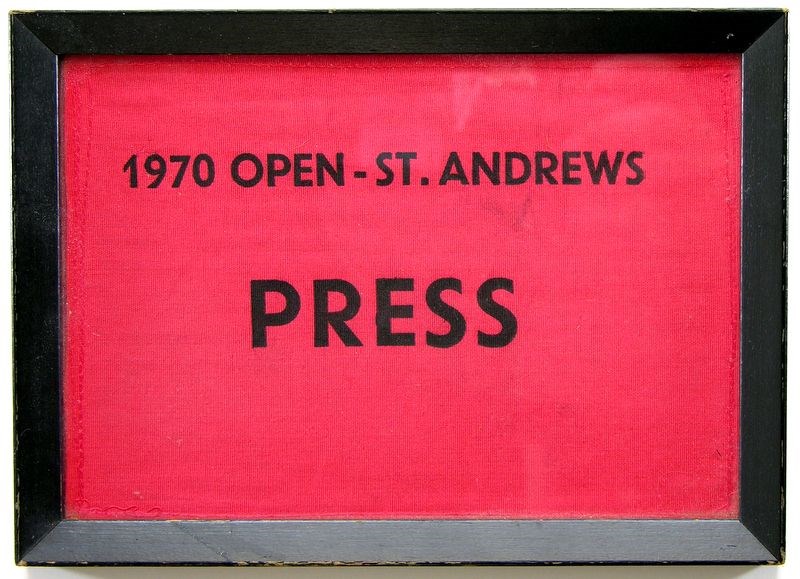 1970 OPEN - ST. ANDREWS
PRESS